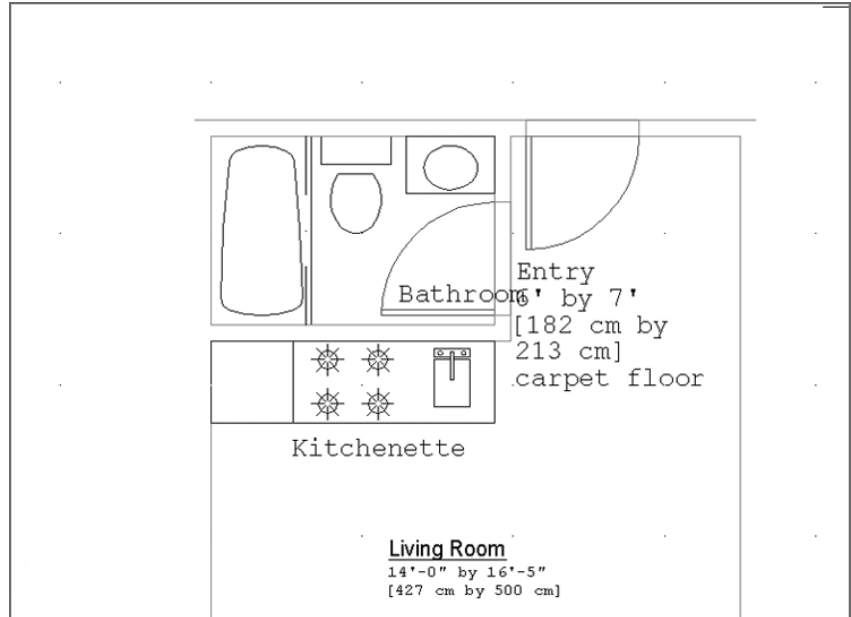 Entry
Bathroom
6' by 7'
[182 cm by
213 cm]
carpet floor
Kitchenette
Living Room
14'-0" by 16'-5"
[427 cm by 500 cm]